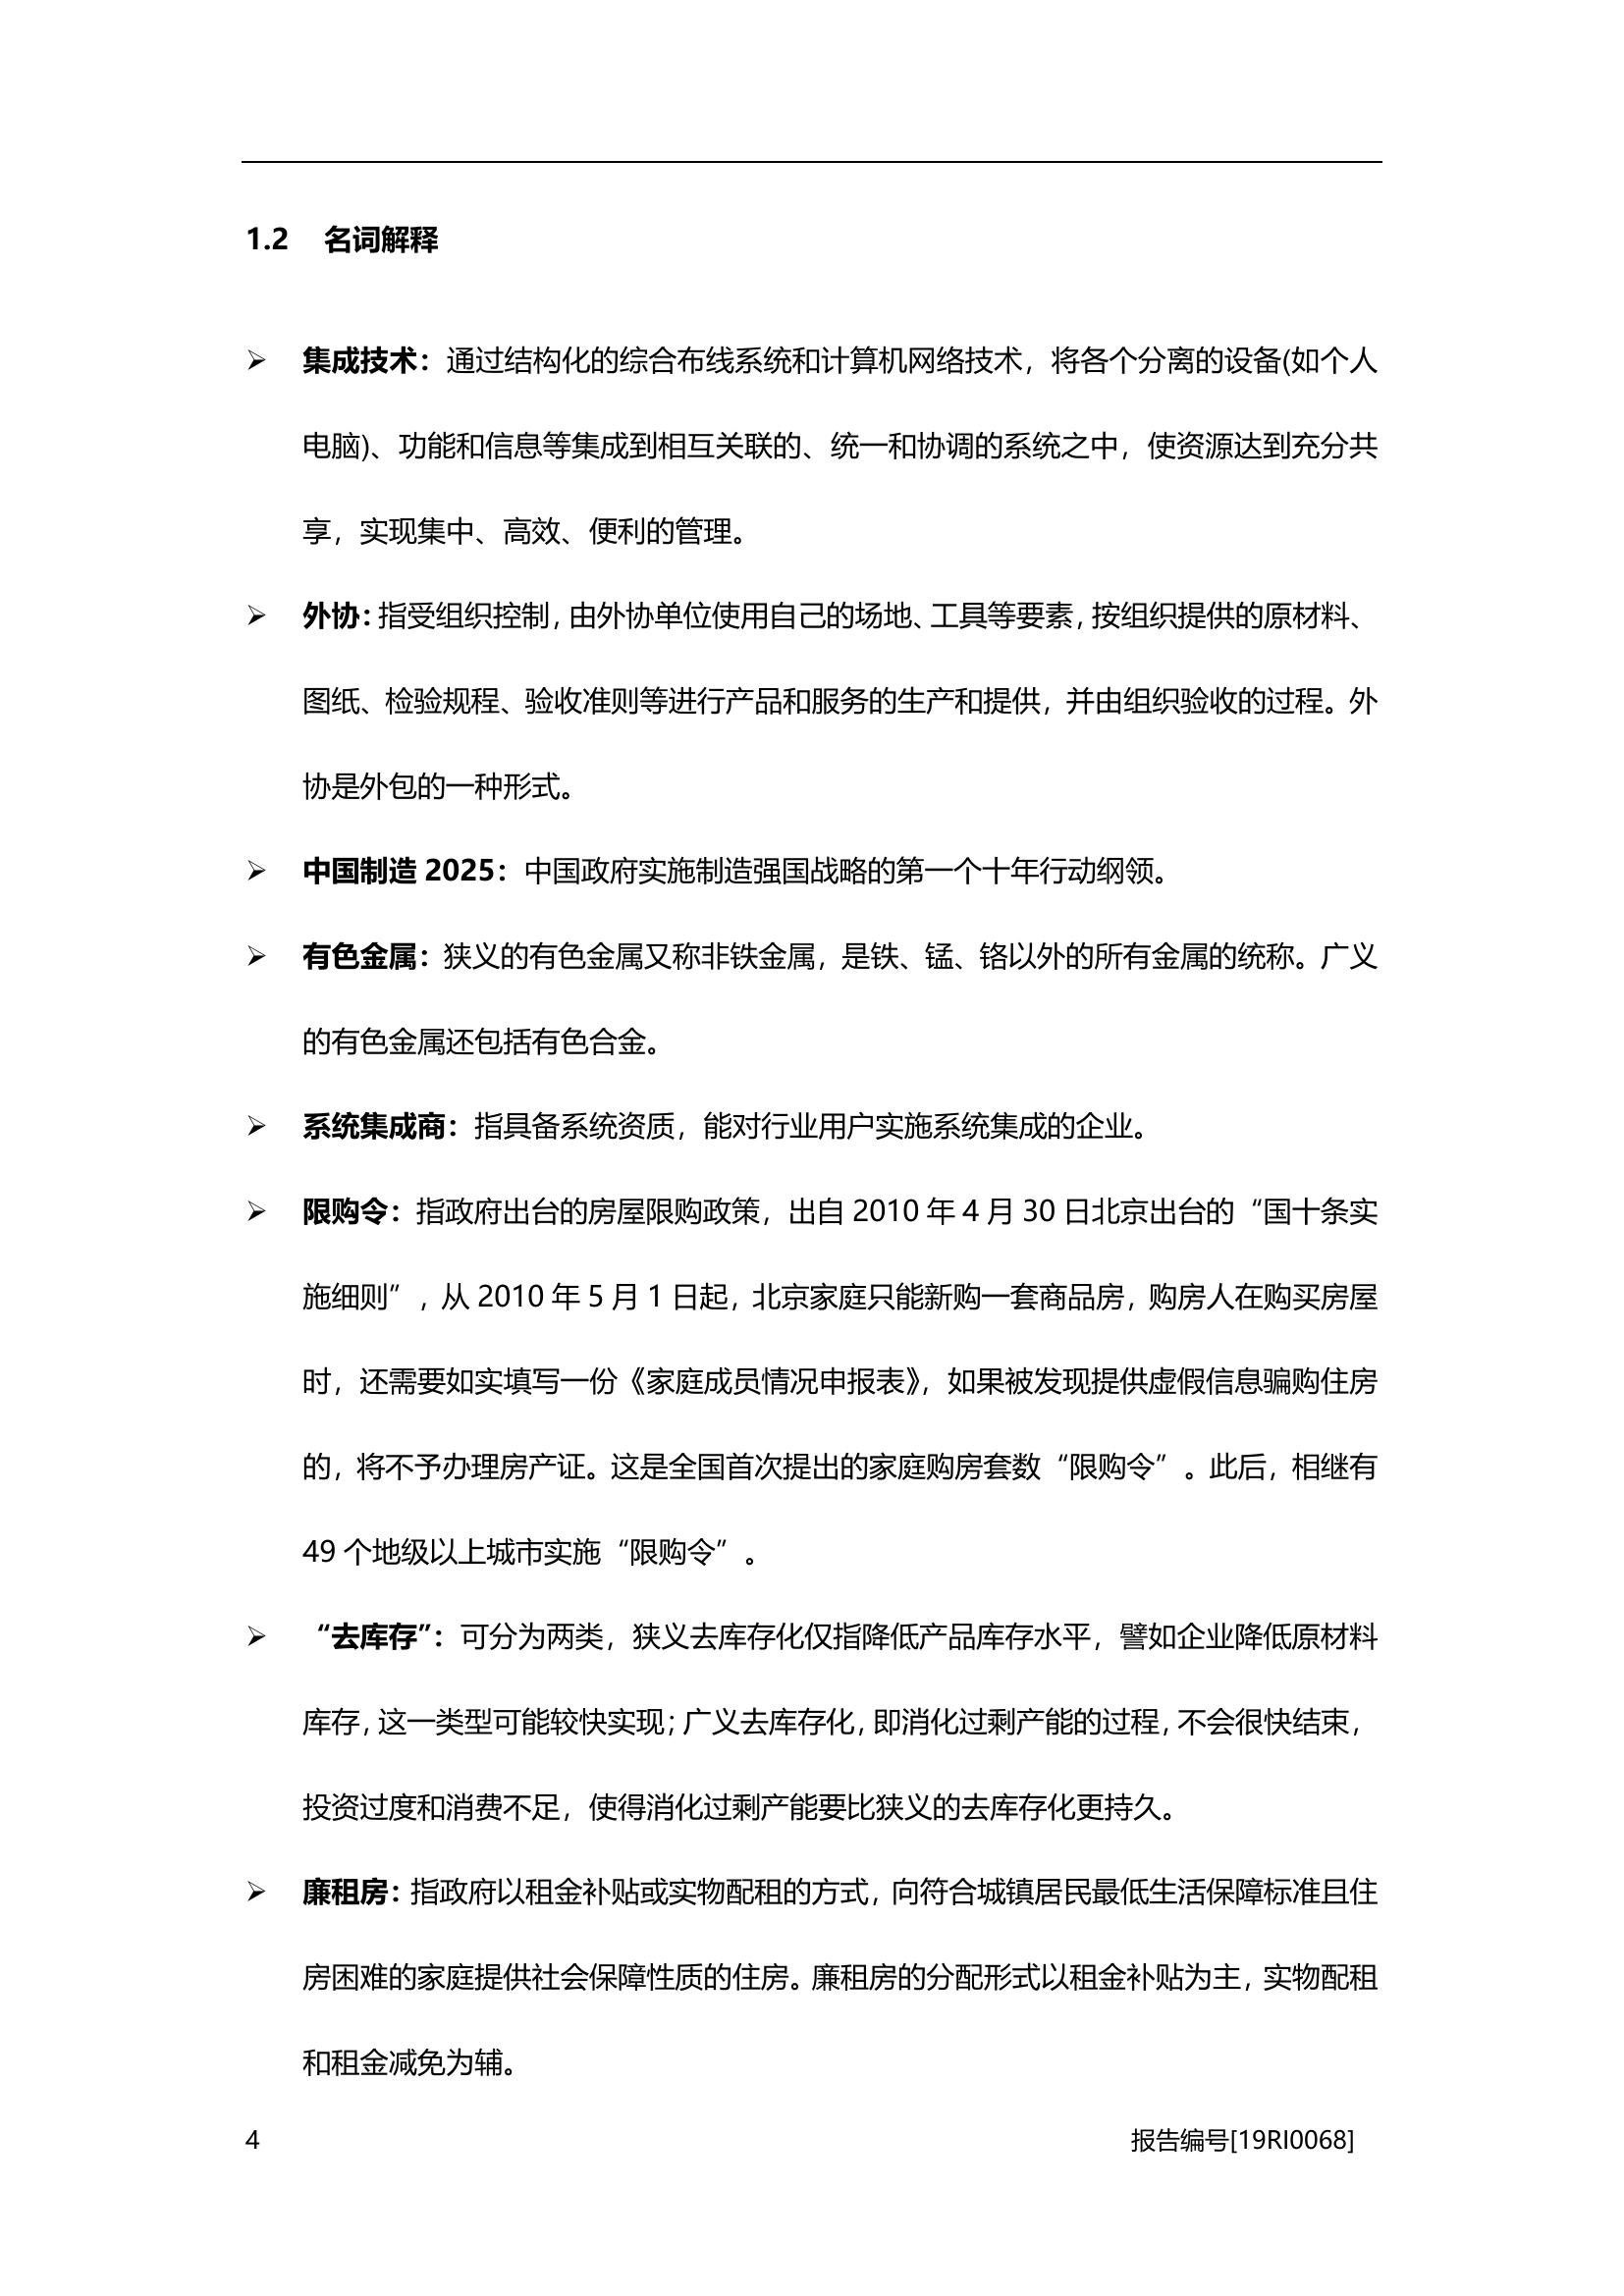 1.2 名词解释
➢ 集成技术：通过结构化的综合布线系统和计算机网络技术，将各个分离的设备(如个人
电脑)、功能和信息等集成到相互关联的、统一和协调的系统之中，使资源达到充分共
享，实现集中、高效、便利的管理。
➢ 外协：指受组织控制，由外协单位使用自己的场地、工具等要素，按组织提供的原材料、
图纸、检验规程、验收准则等进行产品和服务的生产和提供，并由组织验收的过程。外
协是外包的一种形式。
➢ 中国制造 2025：中国政府实施制造强国战略的第一个十年行动纲领。
➢ 有色金属：狭义的有色金属又称非铁金属，是铁、锰、铬以外的所有金属的统称。广义
的有色金属还包括有色合金。
➢ 系统集成商：指具备系统资质，能对行业用户实施系统集成的企业。
➢ 限购令：指政府出台的房屋限购政策，出自 2010 年 4 月 30 日北京出台的“国十条实
施细则”，从 2010 年 5 月 1 日起，北京家庭只能新购一套商品房，购房人在购买房屋
时，还需要如实填写一份《家庭成员情况申报表》，如果被发现提供虚假信息骗购住房
的，将不予办理房产证。这是全国首次提出的家庭购房套数“限购令”。此后，相继有
49 个地级以上城市实施“限购令”。
➢ “去库存”：可分为两类，狭义去库存化仅指降低产品库存水平，譬如企业降低原材料
库存，这一类型可能较快实现；广义去库存化，即消化过剩产能的过程，不会很快结束，
投资过度和消费不足，使得消化过剩产能要比狭义的去库存化更持久。
➢ 廉租房：指政府以租金补贴或实物配租的方式，向符合城镇居民最低生活保障标准且住
房困难的家庭提供社会保障性质的住房。廉租房的分配形式以租金补贴为主，实物配租
和租金减免为辅。
4 报告编号[19RI0068]